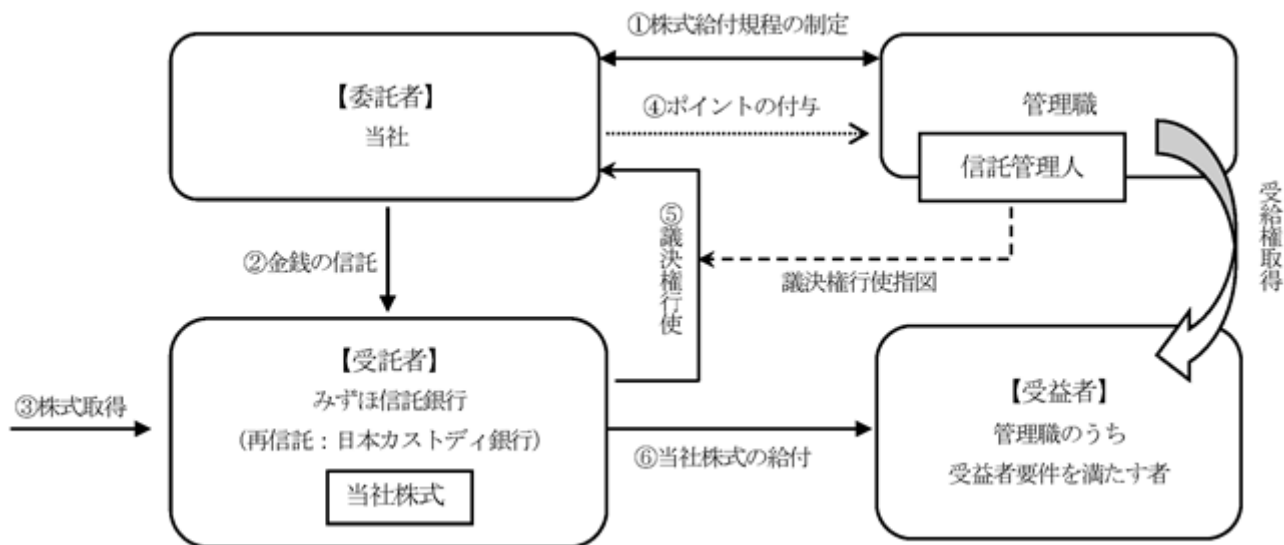 ①株式給付規程の制定
【委託者】
当社
④ポイントの付与
管理職
信託管理人
受給権取得
②金銭の信託
⑤議決権行使
議決権行使指図
③株式取得
【受託者】
みずほ信託銀行
(再信託:日本カストディ銀行)
当社株式
⑥当社株式の給付
【受益者】
管理職のうち
受益者要件を満たす者